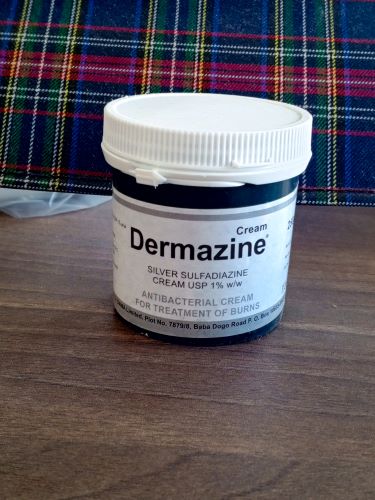 Cream
Dermazine®
SILVER SULFADIAZINE
CREAM USP 1% w/w
ANTIBACTERIAL CREAM
FOR TREATMENT OF BURNS
Limited, Plot No. 7879/8, Baba Dogo Road P. O. Box